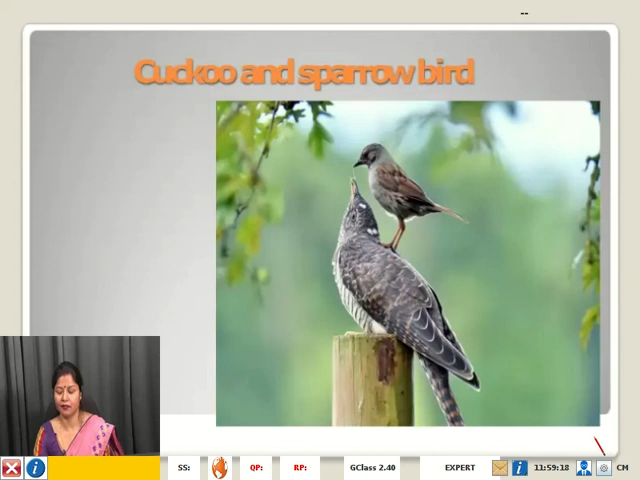 --
Cuckoo and sparrow bird
SS: QP: RP: GClass 2.40 EXPERT 11:59:18 CM